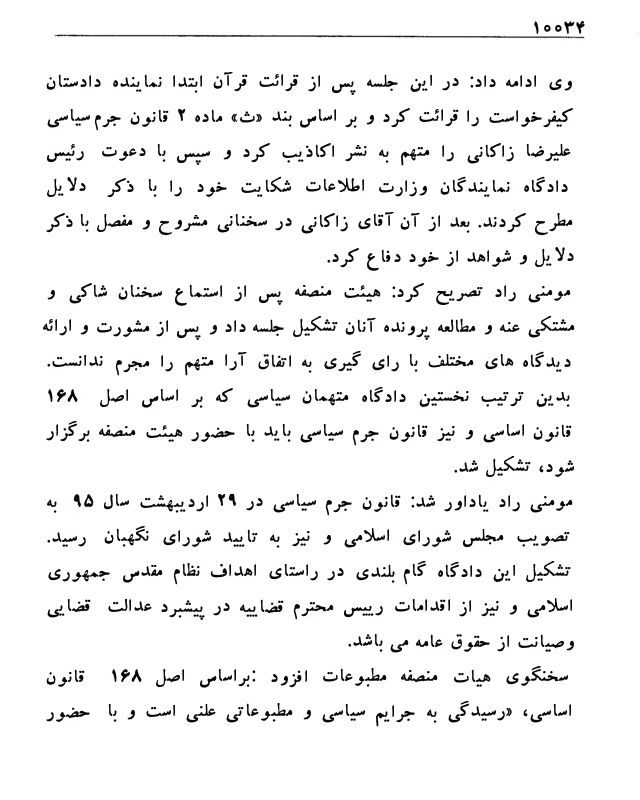 ۱۰۰۳۴
وی ادامه داد: در این جلسه پس از قرائت قرآن ابتدا نماینده دادستان
کیفرخواست را قرائت کرد و بر اساس بند «ث» ماده ۲ قانون جرم سیاسی
علیرضا زاکانی را متهم به نشر اکاذیب کرد و سپس با دعوت رئیس
دادگاه نمایندگان وزارت اطلاعات شکایت خود را با ذکر دلایل
مطرح کردند. بعد از آن آقای زاکانی در سخنانی مشروح و مفصل با ذکر
دلایل و شواهد از خود دفاع کرد.
مومنی راد تصریح کرد: هیئت منصفه پس از استماع سخنان شاکی و
مشتکی عنه و مطالعه پرونده آنان تشکیل جلسه داد و پس از مشورت و ارائه
دیدگاه های مختلف با رای گیری به اتفاق آرا متهم را مجرم ندانست.
بدین ترتیب نخستین دادگاه متهمان سیاسی که بر اساس اصل ۱۶۸
قانون اساسی و نیز قانون جرم سیاسی باید با حضور هیئت منصفه برگزار
شود، تشکیل شد.
مومنی راد یاداور شد: قانون جرم سیاسی در ۲۹ اردیبهشت سال ۹۵ به
تصویب مجلس شورای اسلامی و نیز به تایید شورای نگهبان رسید.
تشکیل این دادگاه گام بلندی در راستای اهداف نظام مقدس جمهوری
اسلامی و نیز از اقدامات رییس محترم قضاییه در پیشبرد عدالت قضایی
وصیانت از حقوق عامه می باشد.
سخنگوی هیات منصفه مطبوعات افزود :براساس اصل ۱۶۸ قانون
اساسی، «رسیدگی به جرایم سیاسی و مطبوعاتی علنی است و با حضور